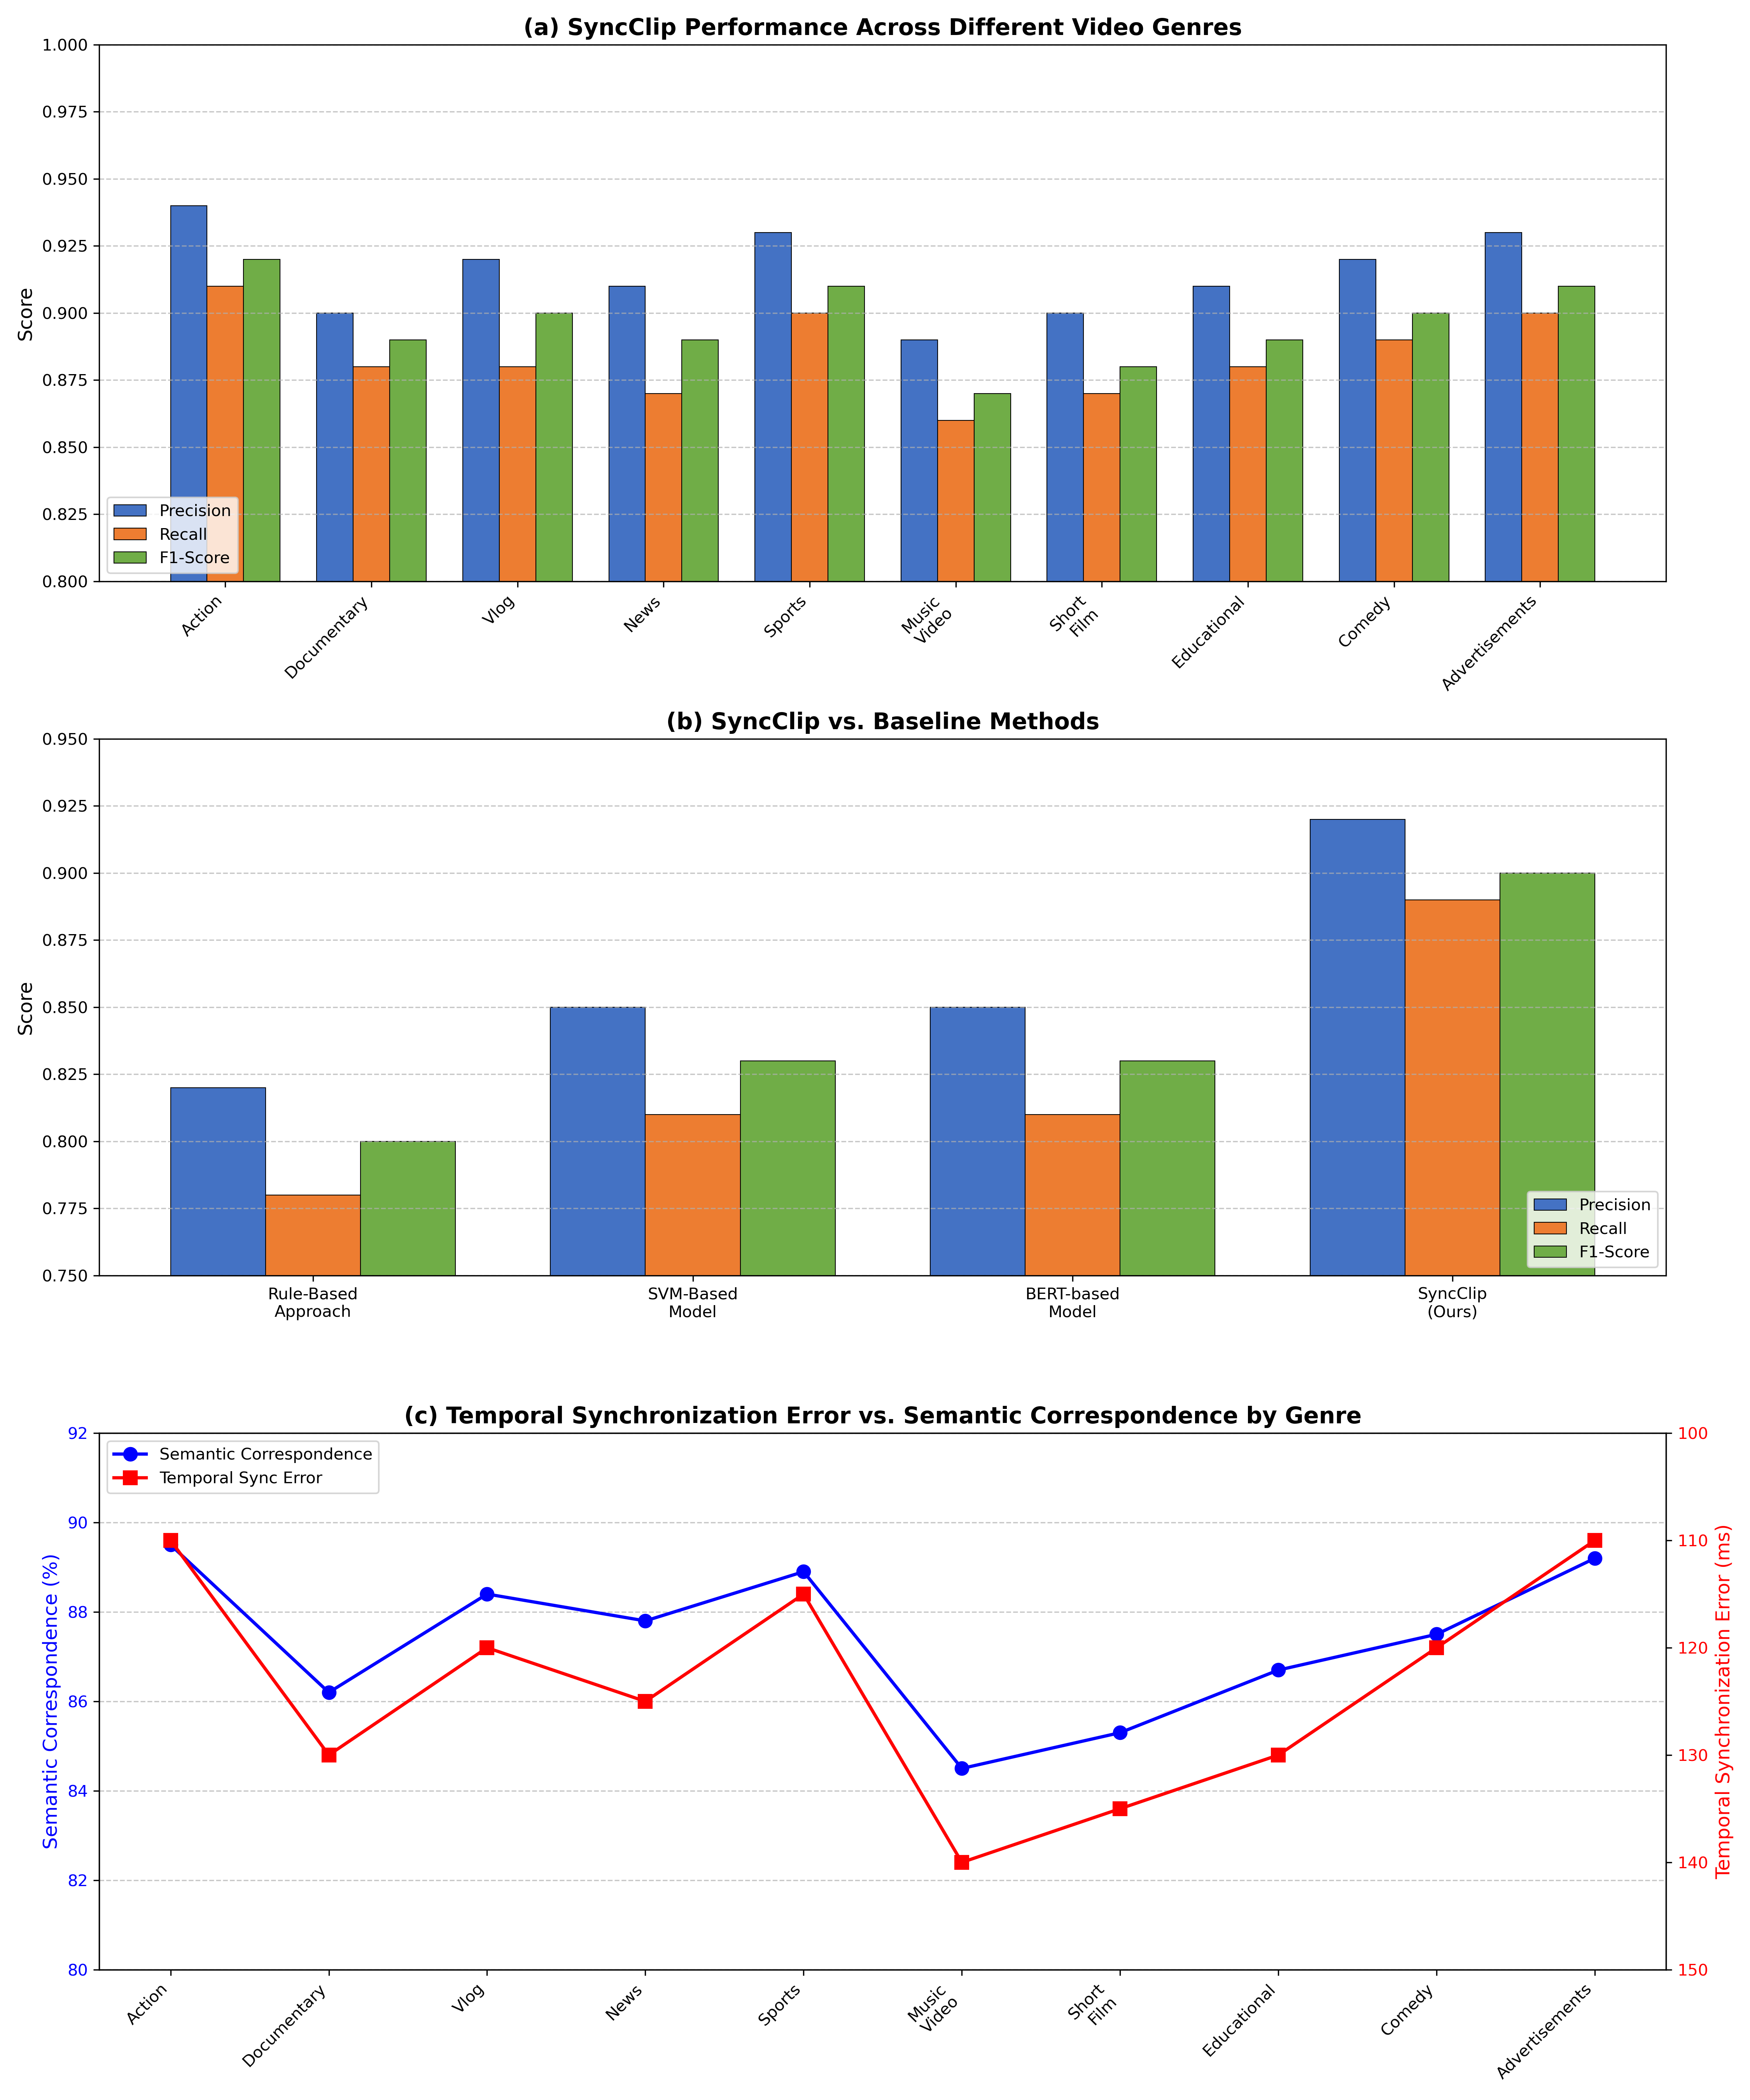 (a) SyncClip Performance Across Different Video Genres
Score
1.000
0.975
0.950
0.925
0.900
0.875
0.850
0.825
0.800
Precision
Recall
F1-Score
Action
Documentary
Vlog
News
Sports
Music
Video
Short
Film
Educational
Comedy
Advertisements
(b) SyncClip vs. Baseline Methods
Score
0.950
0.925
0.900
0.875
0.850
0.825
0.800
0.775
0.750
Precision
Recall
F1-Score
Rule-Based
Approach
SVM-Based
Model
BERT-based
Model
SyncClip
(Ours)
(c) Temporal Synchronization Error vs. Semantic Correspondence by Genre
Semantic Correspondence (%)
92
90
88
86
84
82
80
Semantic Correspondence
Temporal Sync Error
100
110
120
130
140
150
Temporal Synchronization Error (ms)
Action
Documentary
Vlog
News
Sports
Music
Video
Short
Film
Educational
Comedy
Advertisements